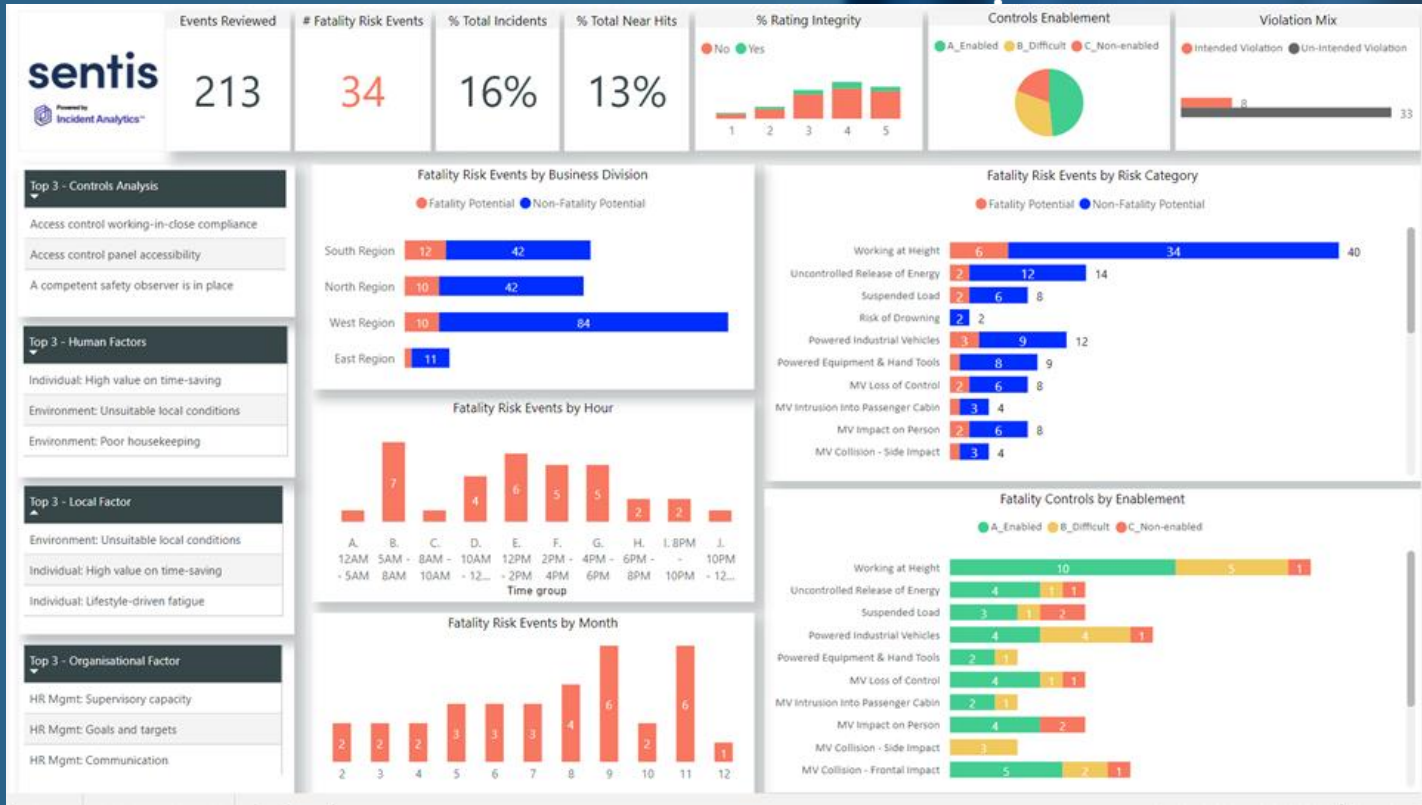 sentis
Powered by
Incident Analytics™
Events Reviewed
213
# Fatality Risk Events
34
% Total Incidents
16%
% Total Near Hits
13%
% Rating Integrity
No Yes
1 2 3 4 5
Controls Enablement
A_Enabled B_Difficult C_Non-enabled
Violation Mix
Intended Violation Un-Intended Violation
8
33
Top 3 - Controls Analysis
Access control working-in-close compliance
Access control panel accessibility
A competent safety observer is in place
Top 3 - Human Factors
Individual: High value on time-saving
Environment: Unsuitable local conditions
Environment: Poor housekeeping
Top 3 - Local Factor
Environment: Unsuitable local conditions
Individual: High value on time-saving
Individual: Lifestyle-driven fatigue
Top 3 - Organisational Factor
HR Mgmt: Supervisory capacity
HR Mgmt: Goals and targets
HR Mgmt: Communication
Fatality Risk Events by Business Division
Fatality Potential Non-Fatality Potential
South Region 12 42
North Region 10 42
West Region 10 84
East Region 11
Fatality Risk Events by Hour
7 4 6 5 5 2 2
A. B. C. D. E. F. G. H. I. 8PM J.
12AM 5AM - 8AM - 10AM 12PM 2PM - 4PM - 6PM - - 10PM
- 5AM 8AM 10AM - 12... - 2PM 4PM 6PM 8PM 10PM - 12...
Time group
Fatality Risk Events by Month
2 2 2 3 3 3 4 6 2 6 1
2 3 4 5 6 7 8 9 10 11 12
Fatality Risk Events by Risk Category
Fatality Potential Non-Fatality Potential
Working at Height 6 34 40
Uncontrolled Release of Energy 2 12 14
Suspended Load 2 6 8
Risk of Drowning 2 2
Powered Industrial Vehicles 3 9 12
Powered Equipment & Hand Tools 8 9
MV Loss of Control 2 6 8
MV Intrusion Into Passenger Cabin 3 4
MV Impact on Person 2 6 8
MV Collision - Side Impact 3 4
Fatality Controls by Enablement
A_Enabled B_Difficult C_Non-enabled
Working at Height 10 5 1
Uncontrolled Release of Energy 4 1 1
Suspended Load 3 1 2
Powered Industrial Vehicles 4 4 1
Powered Equipment & Hand Tools 2 1
MV Loss of Control 4 1 1
MV Intrusion Into Passenger Cabin 2 1
MV Impact on Person 4 2
MV Collision - Side Impact 3
MV Collision - Frontal Impact 5 2 1